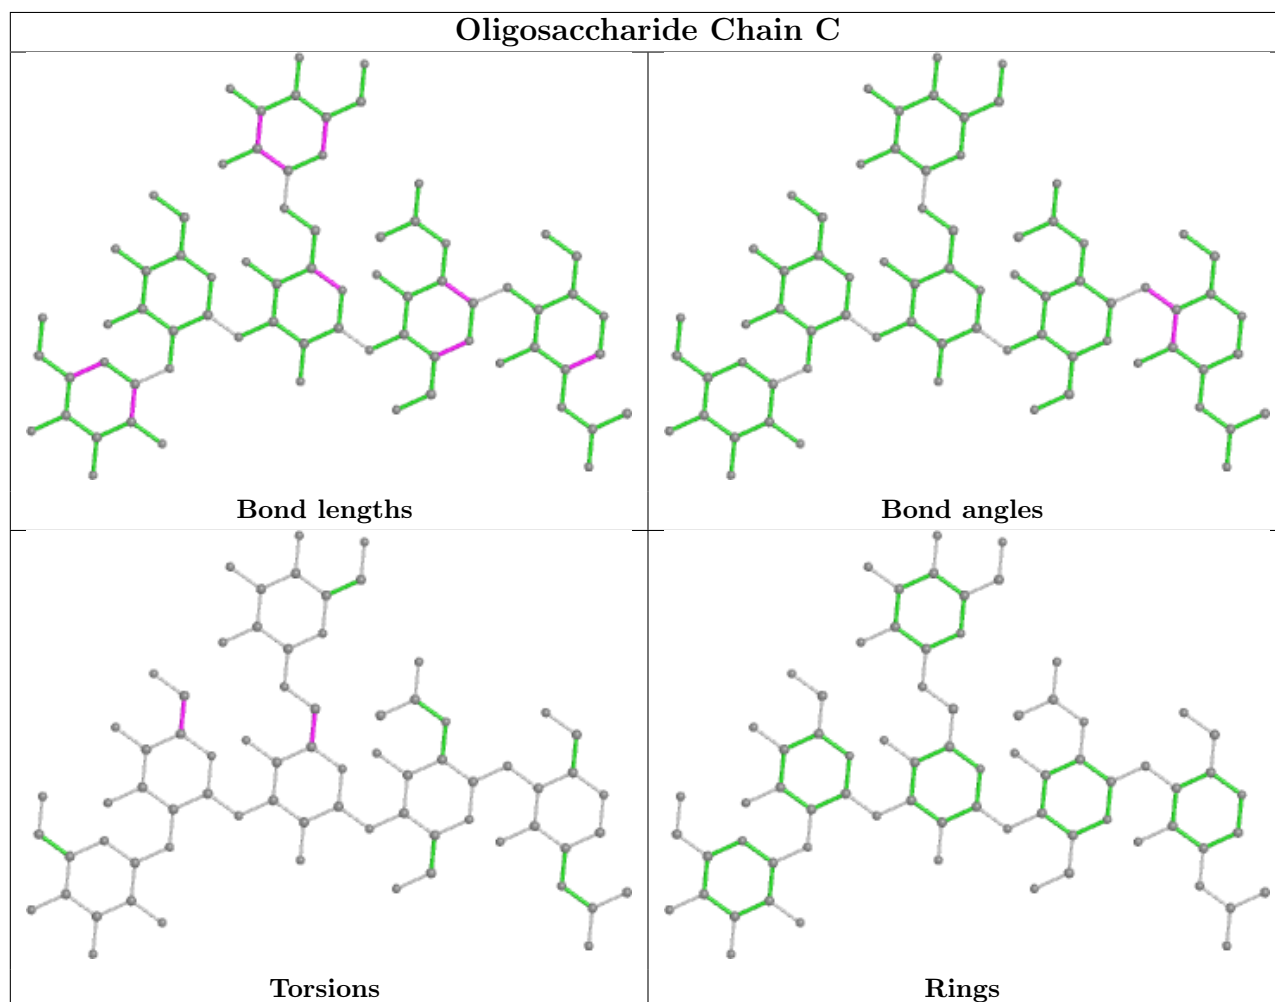 Oligosaccharide Chain C
Bond lengths
Bond angles
Torsions
Rings